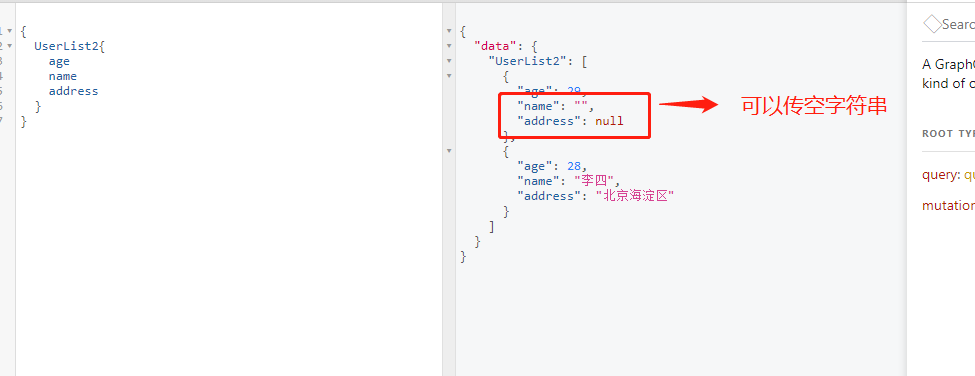 1 {
2 UserList2{
3 age
4 name
5 address
6 }
7 }
{
"data": {
"UserList2": [
{
"age": 29,
"name": "",
"address": null
},
{
"age": 28,
"name": "李四",
"address": "北京海淀区"
}
]
}
}
可以传空字符串
Searc
A GraphQ
kind of o
ROOT TYP
query: qu
mutation